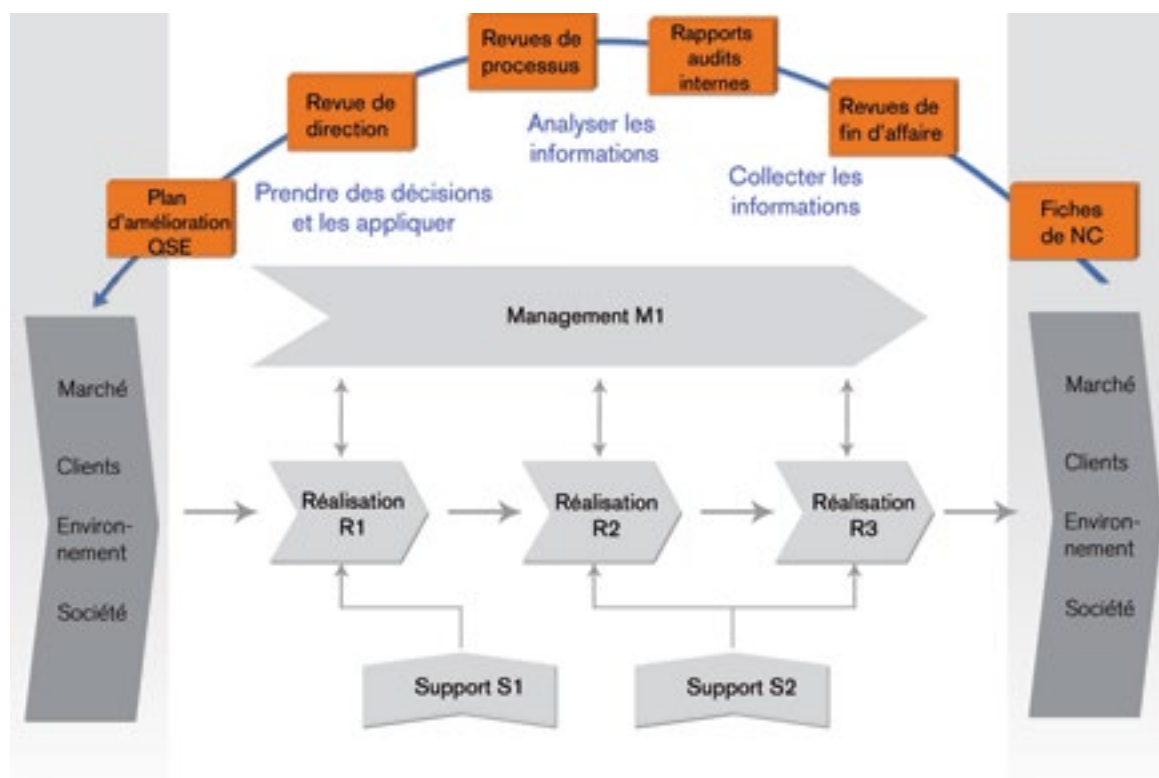 Revues de
processus
Rapports
audits
internes
Revue de
direction
Revues de
fin d'affaire
Analyser les
informations
Collecter les
informations
Prendre des décisions
et les appliquer
Plan
d'amélioration
QSE
Fiches
de NC
Management M1
Marché
Clients
Environ-
nement
Société
Réalisation
R1
Réalisation
R2
Réalisation
R3
Marché
Clients
Environ-
nement
Société
Support S1
Support S2